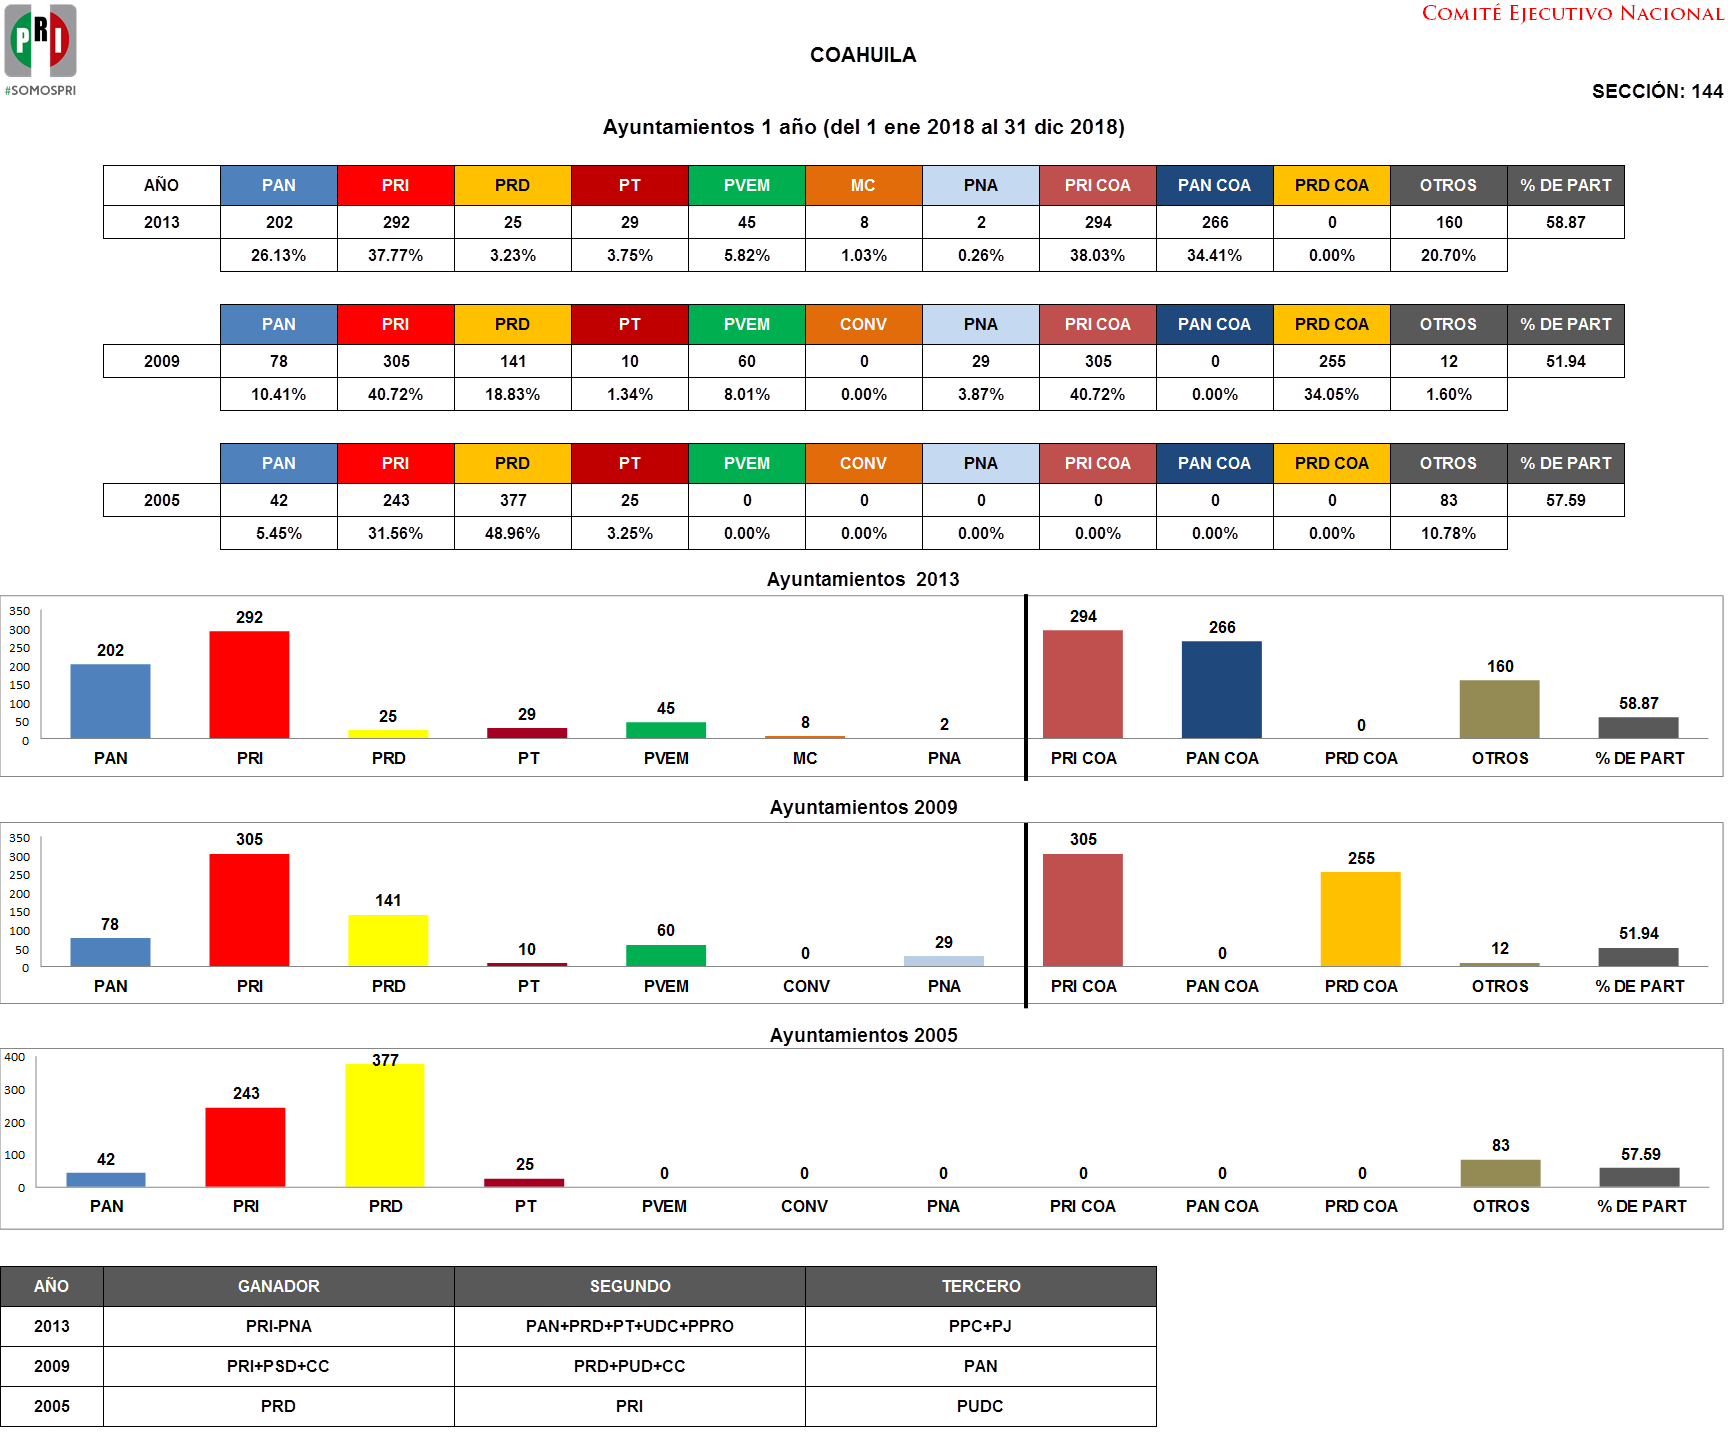 PRI
#SOMOSPRI
COMITÉ EJECUTIVO NACIONAL
COAHUILA
SECCIÓN: 144
Ayuntamientos 1 año (del 1 ene 2018 al 31 dic 2018)
AÑO PAN PRI PRD PT PVEM MC PNA PRI COA PAN COA PRD COA OTROS % DE PART
2013 202 292 25 29 45 8 2 294 266 0 160 58.87
26.13% 37.77% 3.23% 3.75% 5.82% 1.03% 0.26% 38.03% 34.41% 0.00% 20.70%
PAN PRI PRD PT PVEM CONV PNA PRI COA PAN COA PRD COA OTROS % DE PART
2009 78 305 141 10 60 0 29 305 0 255 12 51.94
10.41% 40.72% 18.83% 1.34% 8.01% 0.00% 3.87% 40.72% 0.00% 34.05% 1.60%
PAN PRI PRD PT PVEM CONV PNA PRI COA PAN COA PRD COA OTROS % DE PART
2005 42 243 377 25 0 0 0 0 0 0 83 57.59
5.45% 31.56% 48.96% 3.25% 0.00% 0.00% 0.00% 0.00% 0.00% 0.00% 10.78%
Ayuntamientos 2013
350
300
250
200
150
100
50
0
202 292 25 29 45 8 2 294 266 0 160 58.87
PAN PRI PRD PT PVEM MC PNA PRI COA PAN COA PRD COA OTROS % DE PART
Ayuntamientos 2009
350
300
250
200
150
100
50
0
78 305 141 10 60 0 29 305 0 255 12 51.94
PAN PRI PRD PT PVEM CONV PNA PRI COA PAN COA PRD COA OTROS % DE PART
Ayuntamientos 2005
400
300
200
100
0
42 243 377 25 0 0 0 0 0 0 83 57.59
PAN PRI PRD PT PVEM CONV PNA PRI COA PAN COA PRD COA OTROS % DE PART
AÑO GANADOR SEGUNDO TERCERO
2013 PRI-PNA PAN+PRD+PT+UDC+PPRO PPC+PJ
2009 PRI+PSD+CC PRD+PUD+CC PAN
2005 PRD PRI PUDC